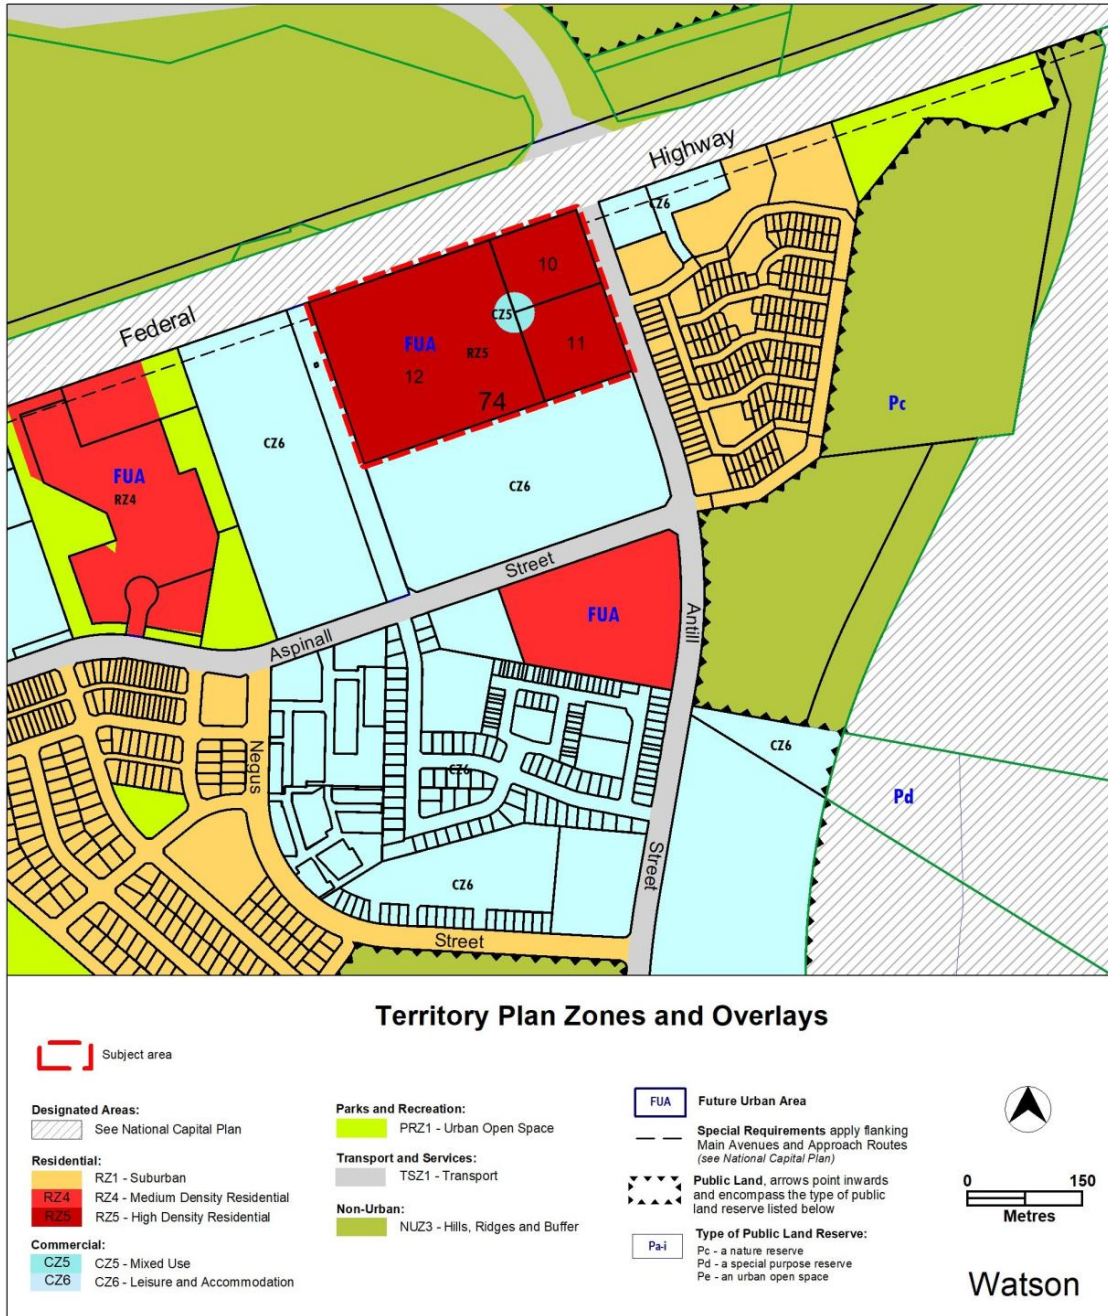 Highway
CZ6
Federal
10
CZ5
FUA
RZ5
11
12
74
Pc
CZ6
FUA
RZ4
CZ6
Street
FUA
Antill
Aspinall
CZ6
Negus
CZ6
Pd
Street
CZ6
Street
Territory Plan Zones and Overlays
Subject area
Designated Areas:
See National Capital Plan
Residential:
RZ1 - Suburban
RZ4 RZ4 - Medium Density Residential
RZ5 RZ5 - High Density Residential
Commercial:
CZ5 CZ5 - Mixed Use
CZ6 CZ6 - Leisure and Accommodation
Parks and Recreation:
PRZ1 - Urban Open Space
Transport and Services:
TSZ1 - Transport
Non-Urban:
NUZ3 - Hills, Ridges and Buffer
FUA Future Urban Area
Special Requirements apply flanking
Main Avenues and Approach Routes
(see National Capital Plan)
Public Land, arrows point inwards
and encompass the type of public
land reserve listed below
Pa-i Type of Public Land Reserve:
Pc - a nature reserve
Pd - a special purpose reserve
Pe - an urban open space
0 150
Metres
Watson